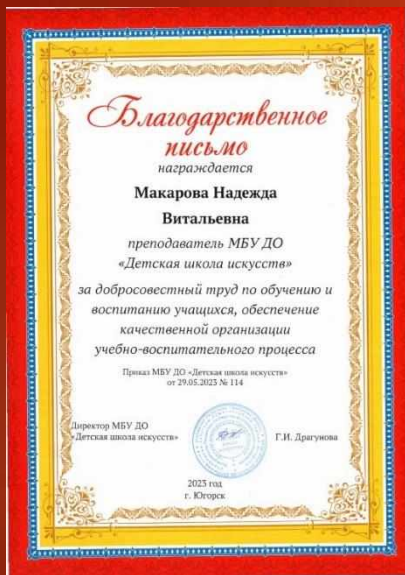 Благодарственное
письмо
награждается
Макарова Надежда
Витальевна
преподаватель МБУ ДО
«Детская школа искусств»
за добросовестный труд по обучению и
воспитанию учащихся, обеспечение
качественной организации
учебно-воспитательного процесса
Приказ МБУ ДО «Детская школа искусств»
от 29.05.2023 № 114
Директор МБУ ДО
«Детская школа искусств»
Г.И. Драгунова
2023 год
г. Югорск